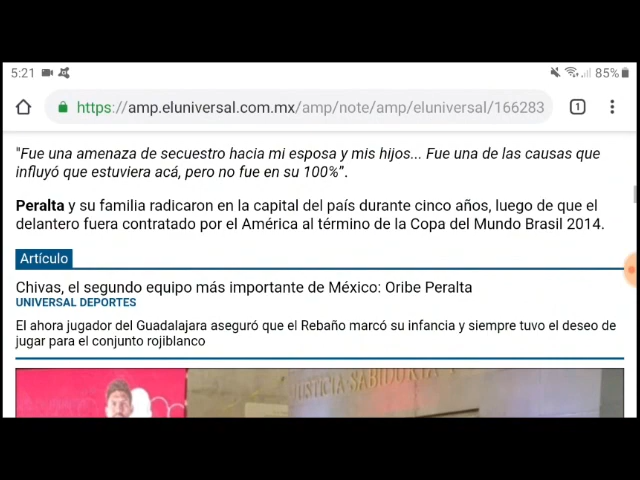 5:21
85%
https://amp.eluniversal.com.mx/amp/note/amp/eluniversal/166283
1
"Fue una amenaza de secuestro hacia mi esposa y mis hijos... Fue una de las causas que
influyó que estuviera acá, pero no fue en su 100%".
Peralta y su familia radicaron en la capital del país durante cinco años, luego de que el
delantero fuera contratado por el América al término de la Copa del Mundo Brasil 2014.
Artículo
Chivas, el segundo equipo más importante de México: Oribe Peralta
UNIVERSAL DEPORTES
El ahora jugador del Guadalajara aseguró que el Rebaño marcó su infancia y siempre tuvo el deseo de
jugar para el conjunto rojiblanco
JUSTICIA SABIDURIA